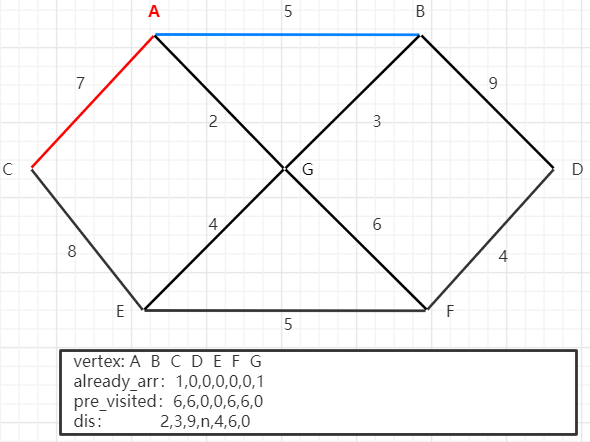 A
5
B
7
9
2
3
C
G
D
4
6
8
4
E
F
5
vertex: A B C D E F G
already_arr: 1,0,0,0,0,0,1
pre_visited: 6,6,0,0,6,6,0
dis: 2,3,9,n,4,6,0